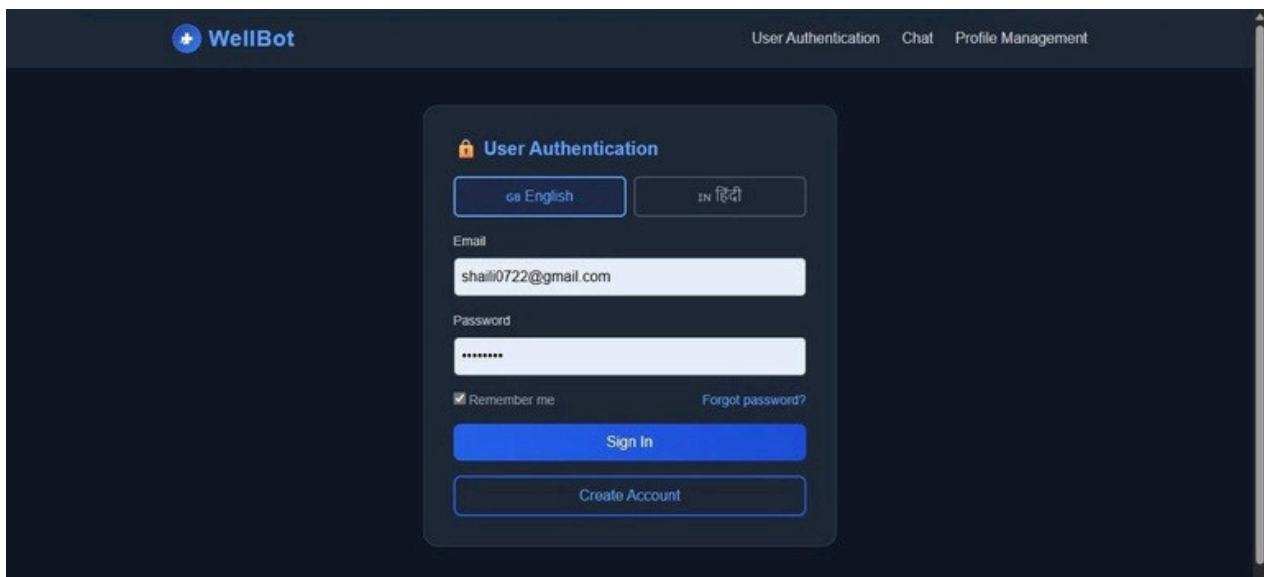 WellBot
User Authentication Chat Profile Management
User Authentication
GB English IN हिंदी
Email
shaili0722@gmail.com
Password
••••••••
Remember me Forgot password?
Sign In
Create Account